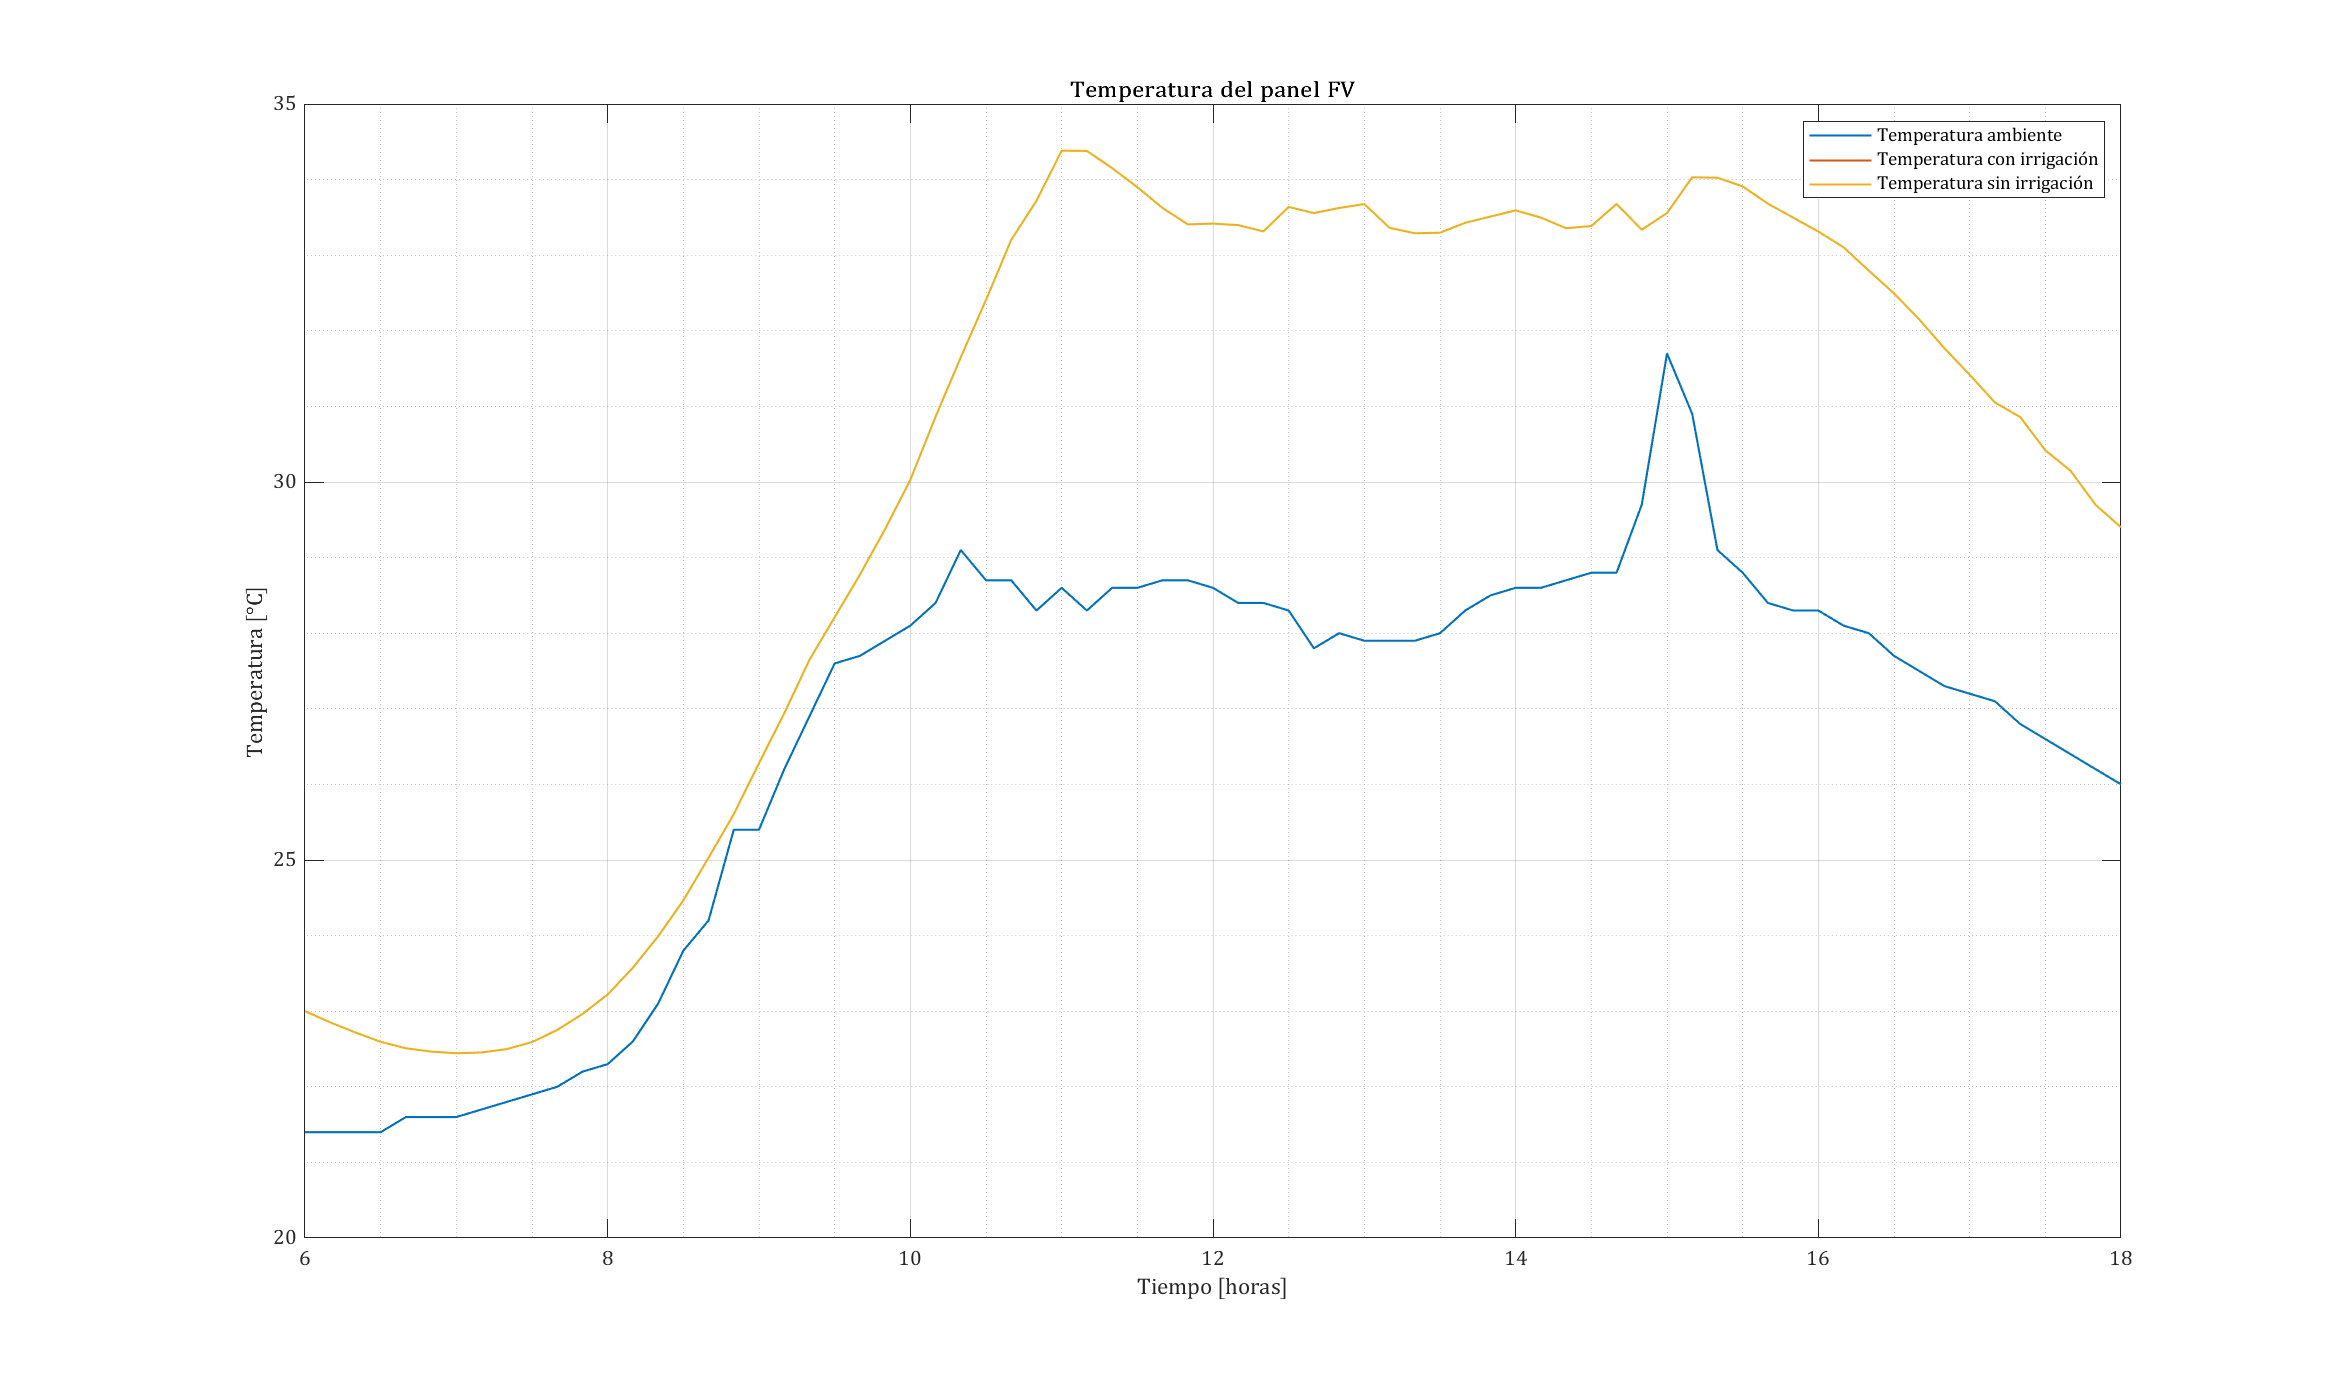 Temperatura del panel FV
35
Temperatura ambiente
Temperatura con irrigación
Temperatura sin irrigación
30
Temperatura [°C]
25
20
6 8 10 12 14 16 18
Tiempo [horas]